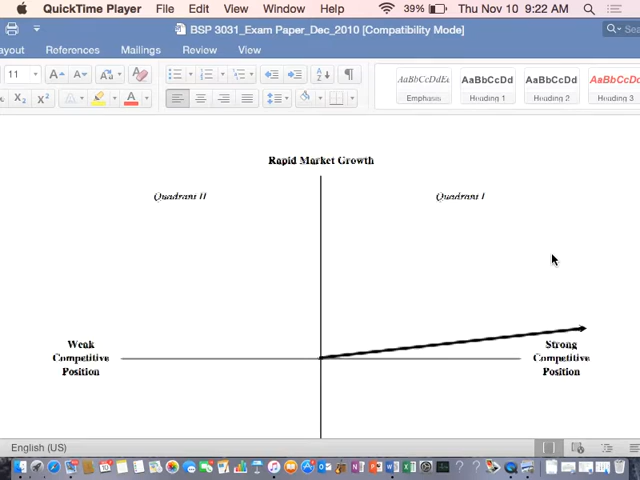 QuickTime Player File Edit View Window Help 39% Thu Nov 10 9:22 AM
BSP 3031_Exam Paper_Dec_2010 [Compatibility Mode]
Sea
ayout References Mailings Review View
11
AaBbCcDdEe AaBbCcDd AaBbCcDd AaBbCcDd
Emphasis Heading 1 Heading 2 Heading 3
Rapid Market Growth
Quadrant II Quadrant I
Weak
Competitive
Position
Strong
Competitive
Position
English (US)